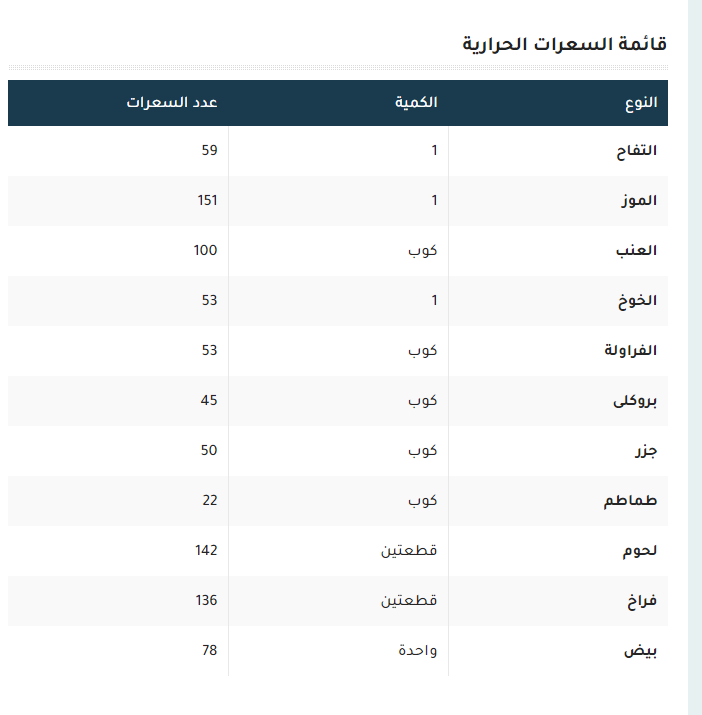 قائمة السعرات الحرارية
النوع الكمية عدد السعرات
التفاح 1 59
الموز 1 151
العنب كوب 100
الخوخ 1 53
الفراولة كوب 53
بروكلى كوب 45
جزر كوب 50
طماطم كوب 22
لحوم قطعتين 142
فراخ قطعتين 136
بيض واحدة 78